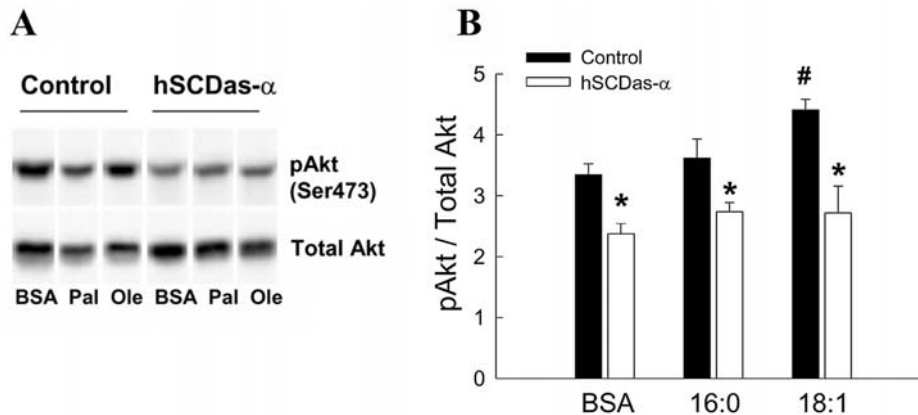 A
Control hSCDas-α
pAkt
(Ser473)
Total Akt
BSA Pal Ole BSA Pal Ole
B
Control
hSCDas-α
pAkt / Total Akt
5
4
3
2
1
0
#
*
*
*
BSA 16:0 18:1